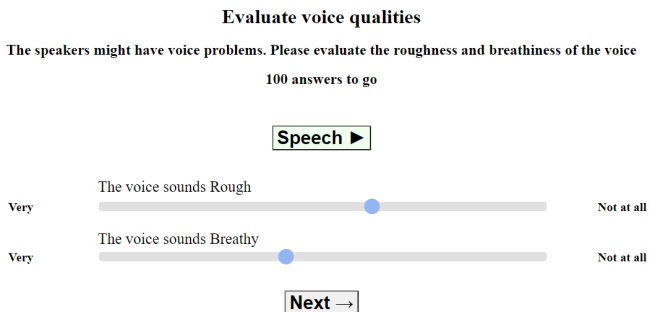 Evaluate voice qualities
The speakers might have voice problems. Please evaluate the roughness and breathiness of the voice
100 answers to go
Speech ►
The voice sounds Rough
Very Not at all
The voice sounds Breathy
Very Not at all
Next →